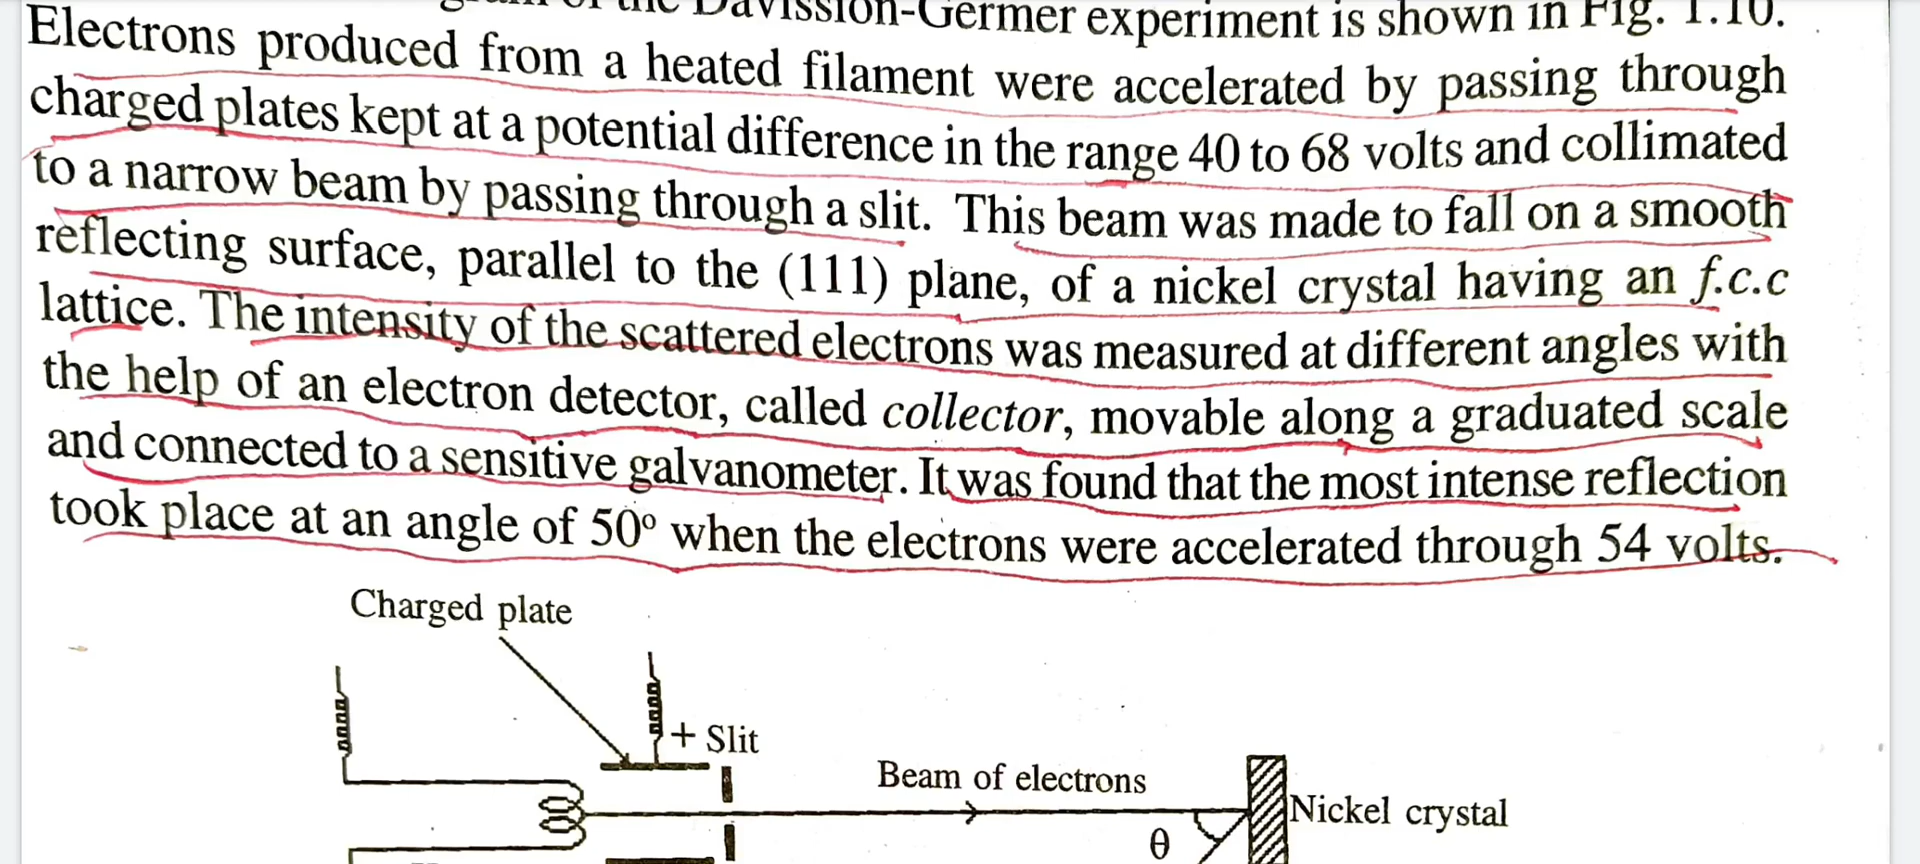 of the Davission-Germer experiment is shown in Fig. 1.10.
Electrons produced from a heated filament were accelerated by passing through
charged plates kept at a potential difference in the range 40 to 68 volts and collimated
to a narrow beam by passing through a slit. This beam was made to fall on a smooth
reflecting surface, parallel to the (111) plane, of a nickel crystal having an f.c.c
lattice. The intensity of the scattered electrons was measured at different angles with
the help of an electron detector, called collector, movable along a graduated scale
and connected to a sensitive galvanometer. It was found that the most intense reflection
took place at an angle of 50° when the electrons were accelerated through 54 volts.
Charged plate
+ Slit
Beam of electrons
Nickel crystal
θ